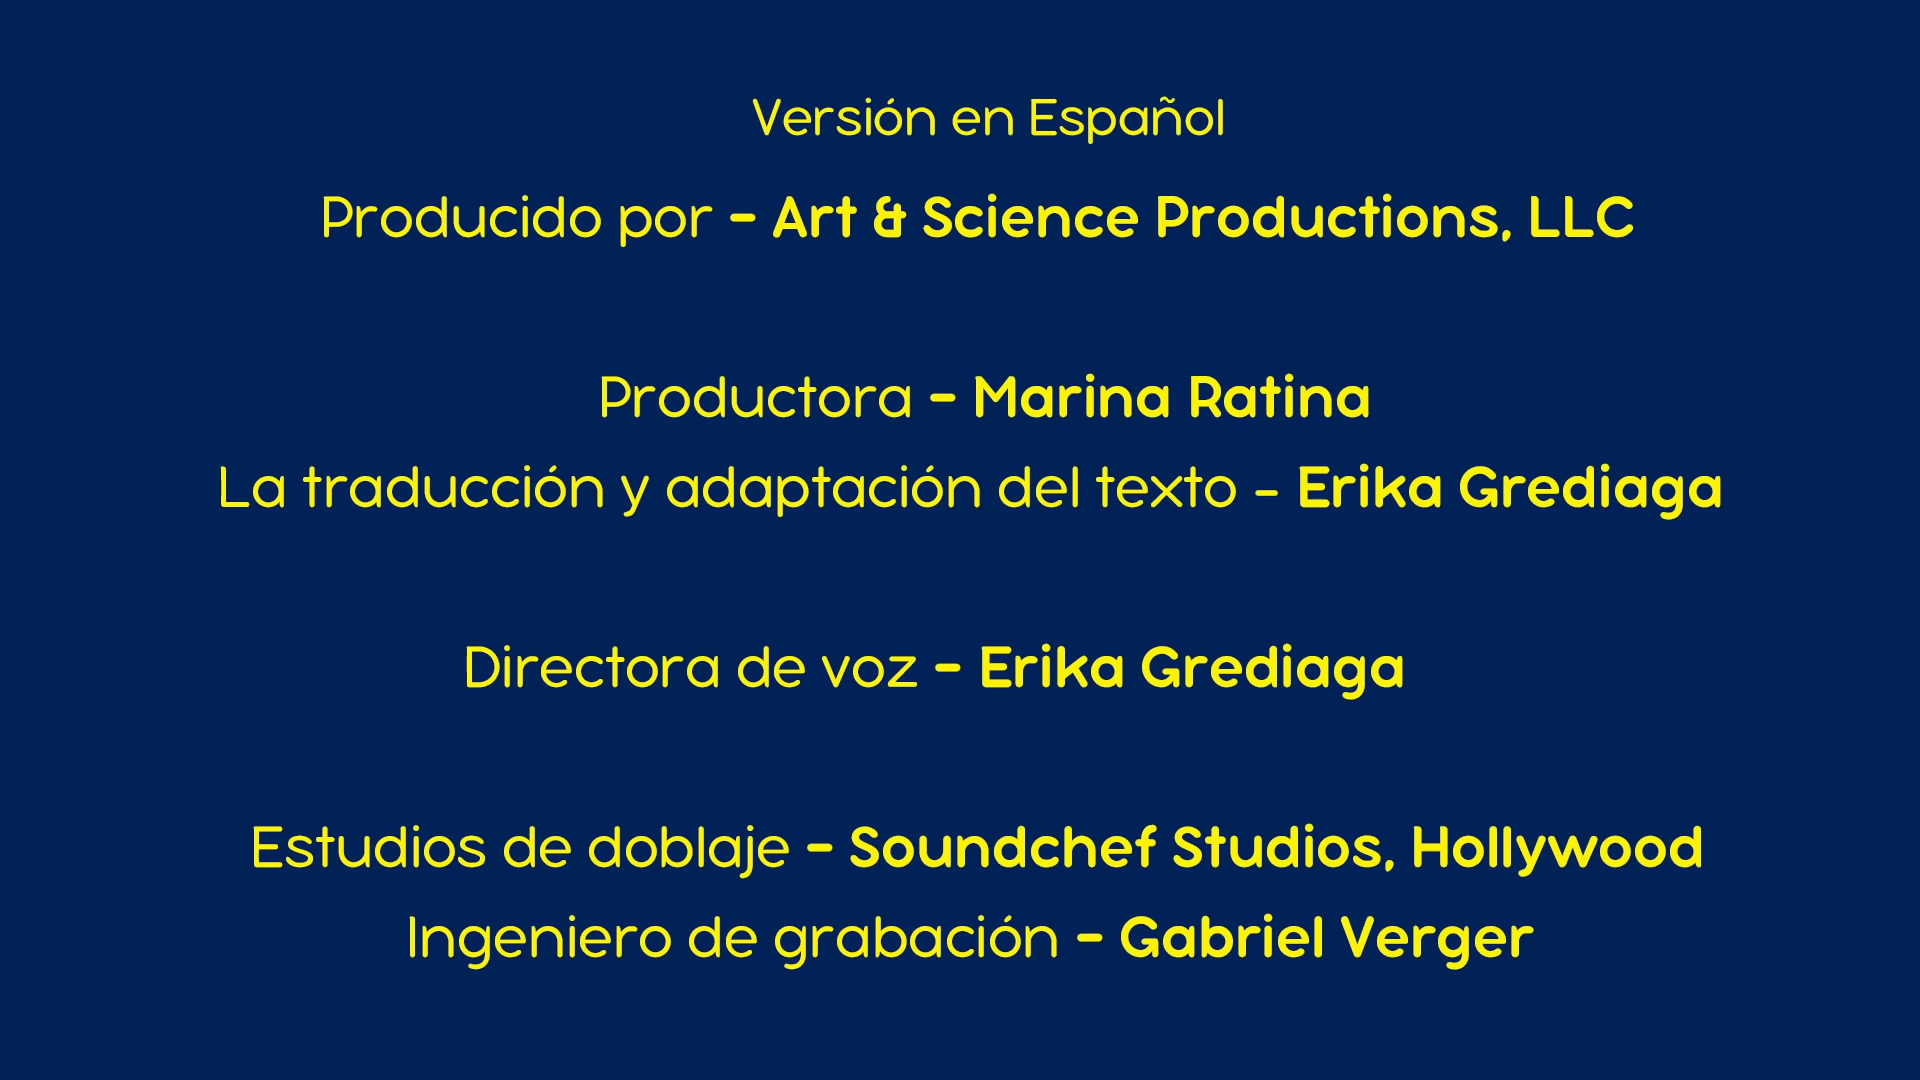 Versión en Español
Producido por - Art & Science Productions, LLC
Productora - Marina Ratina
La traducción y adaptación del texto - Erika Grediaga
Directora de voz - Erika Grediaga
Estudios de doblaje - Soundchef Studios, Hollywood
Ingeniero de grabación - Gabriel Verger